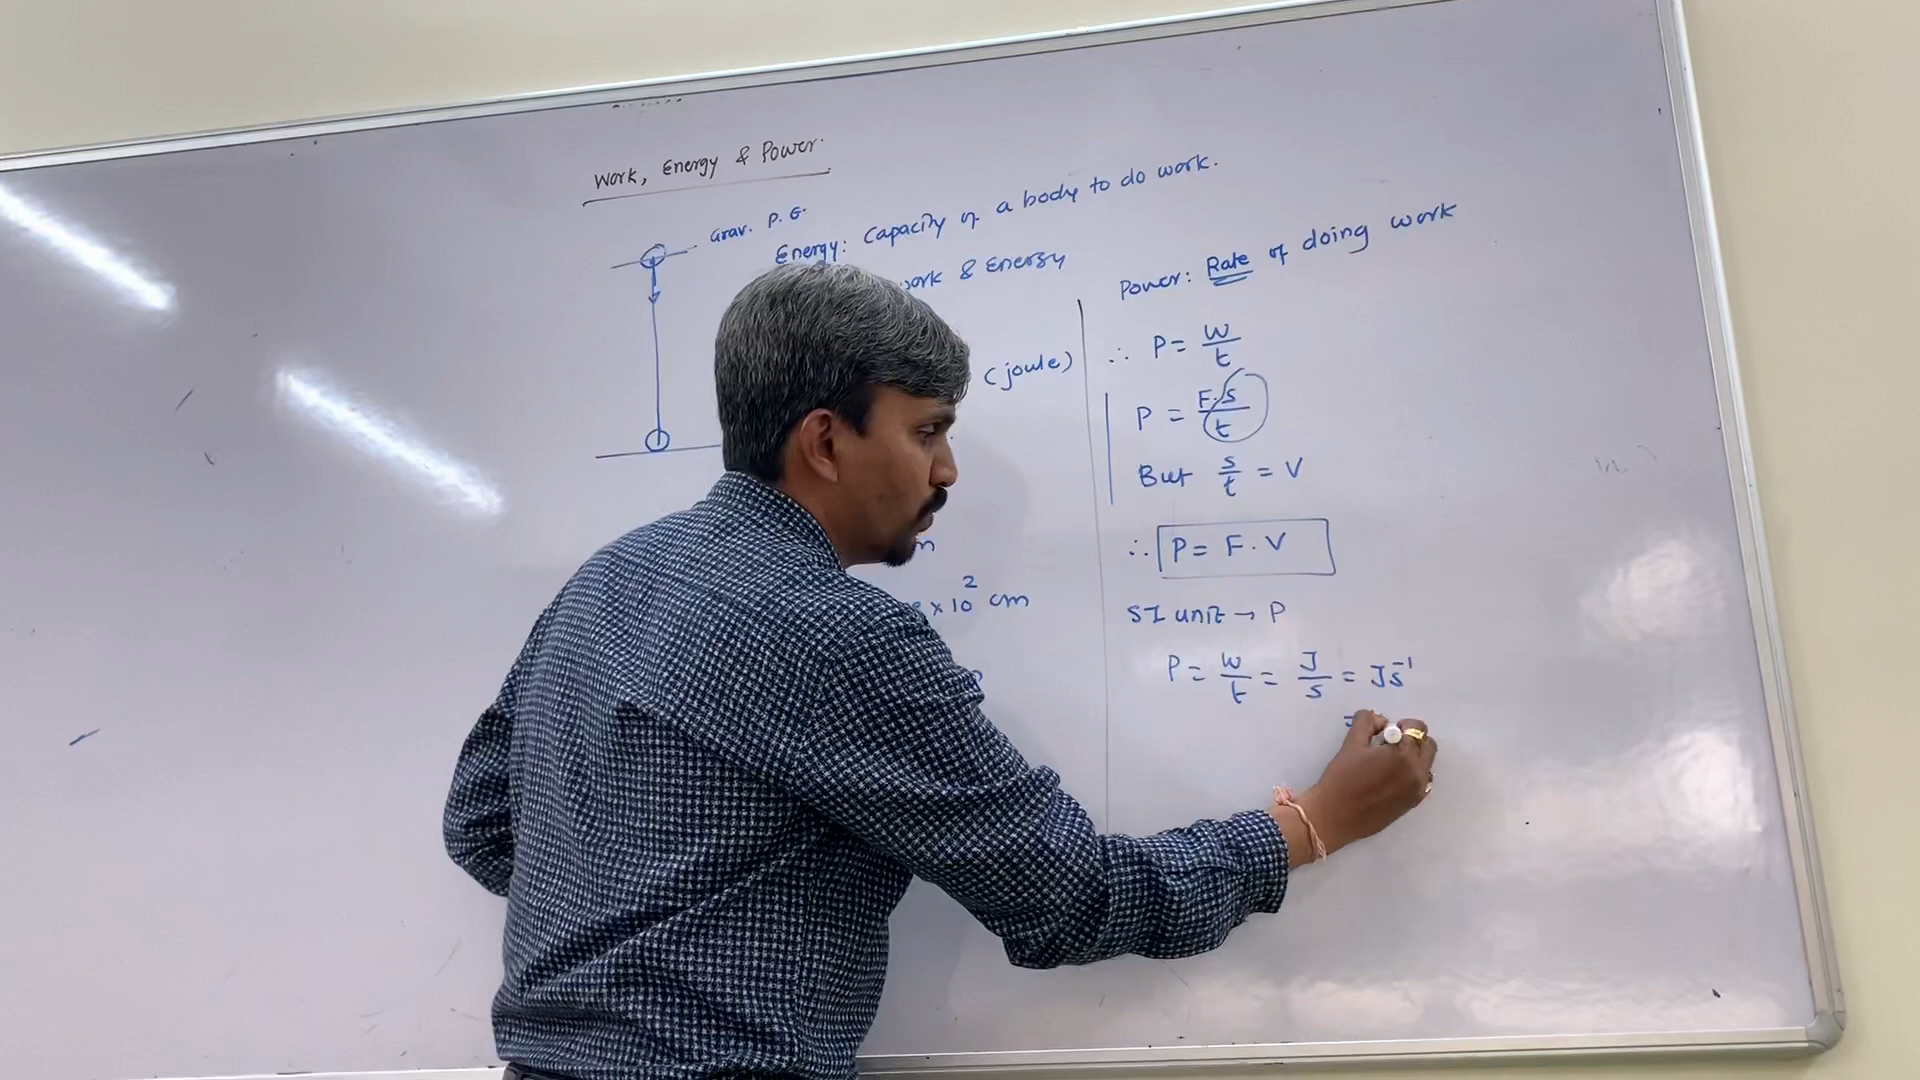 Work, Energy & Power.
Grav. P.G.
Energy: Capacity of a body to do work.
work & Energy
(joule)
m
x 10² cm
Power: Rate of doing work
∴ P = W/t
P = F.S/t
But s/t = V
∴ P = F . V
SI unit → P
P = W/t = J/s = Js⁻¹
=